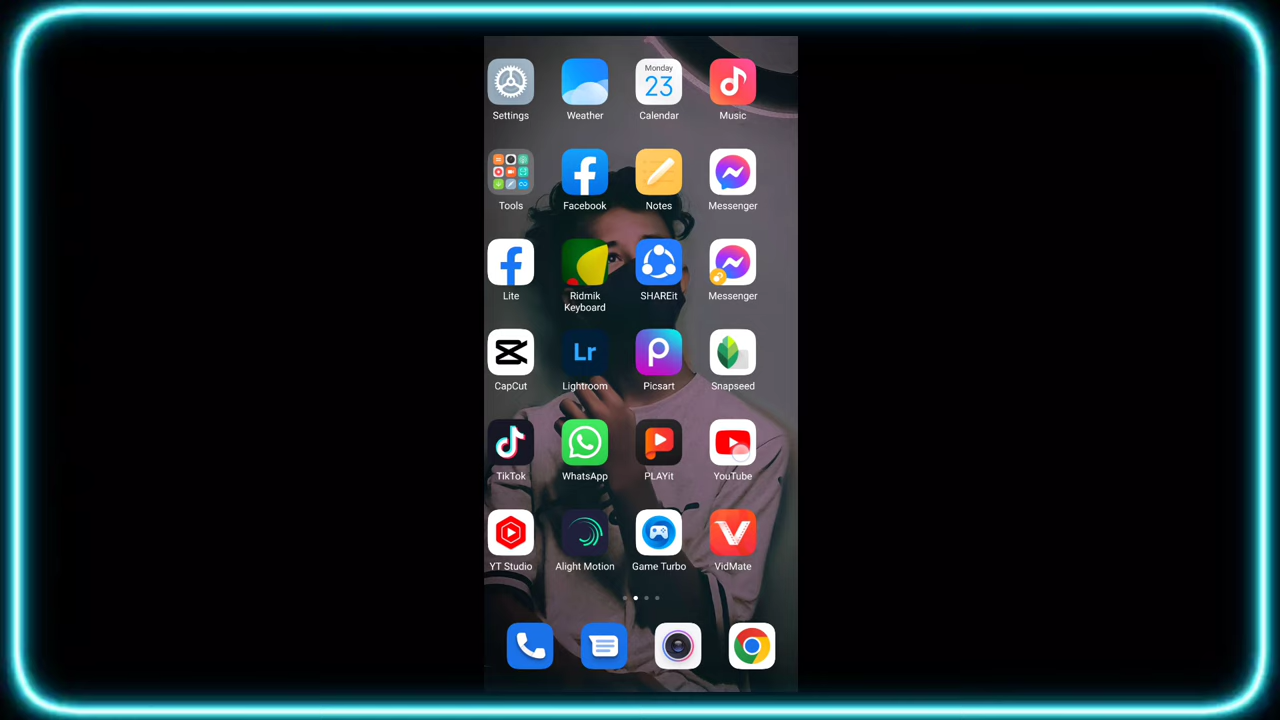 Monday
23
Settings
Weather
Calendar
Music
Tools
Facebook
Notes
Messenger
Lite
Ridmik
Keyboard
SHAREit
Messenger
CapCut
Lr
Lightroom
Picsart
Snapseed
TikTok
WhatsApp
PLAYit
YouTube
YT Studio
Alight Motion
Game Turbo
VidMate